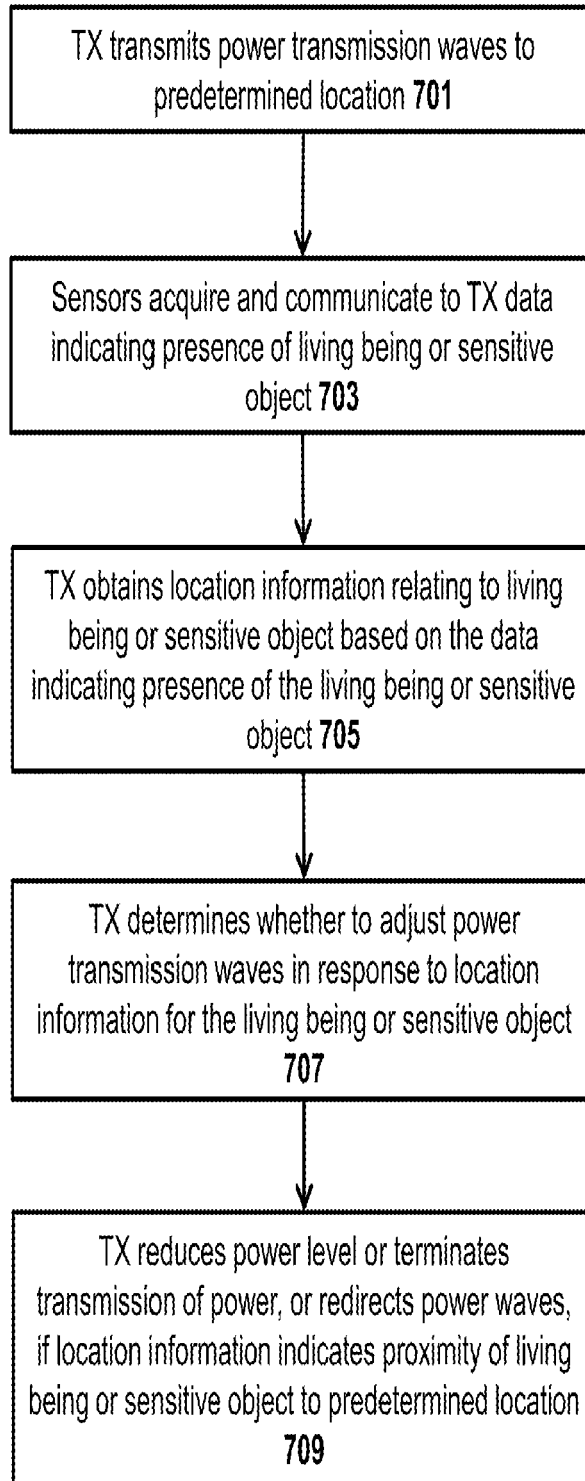 TX transmits power transmission waves to
predetermined location 701
Sensors acquire and communicate to TX data
indicating presence of living being or sensitive
object 703
TX obtains location information relating to living
being or sensitive object based on the data
indicating presence of the living being or sensitive
object 705
TX determines whether to adjust power
transmission waves in response to location
information for the living being or sensitive object
707
TX reduces power level or terminates
transmission of power, or redirects power waves,
if location information indicates proximity of living
being or sensitive object to predetermined location
709